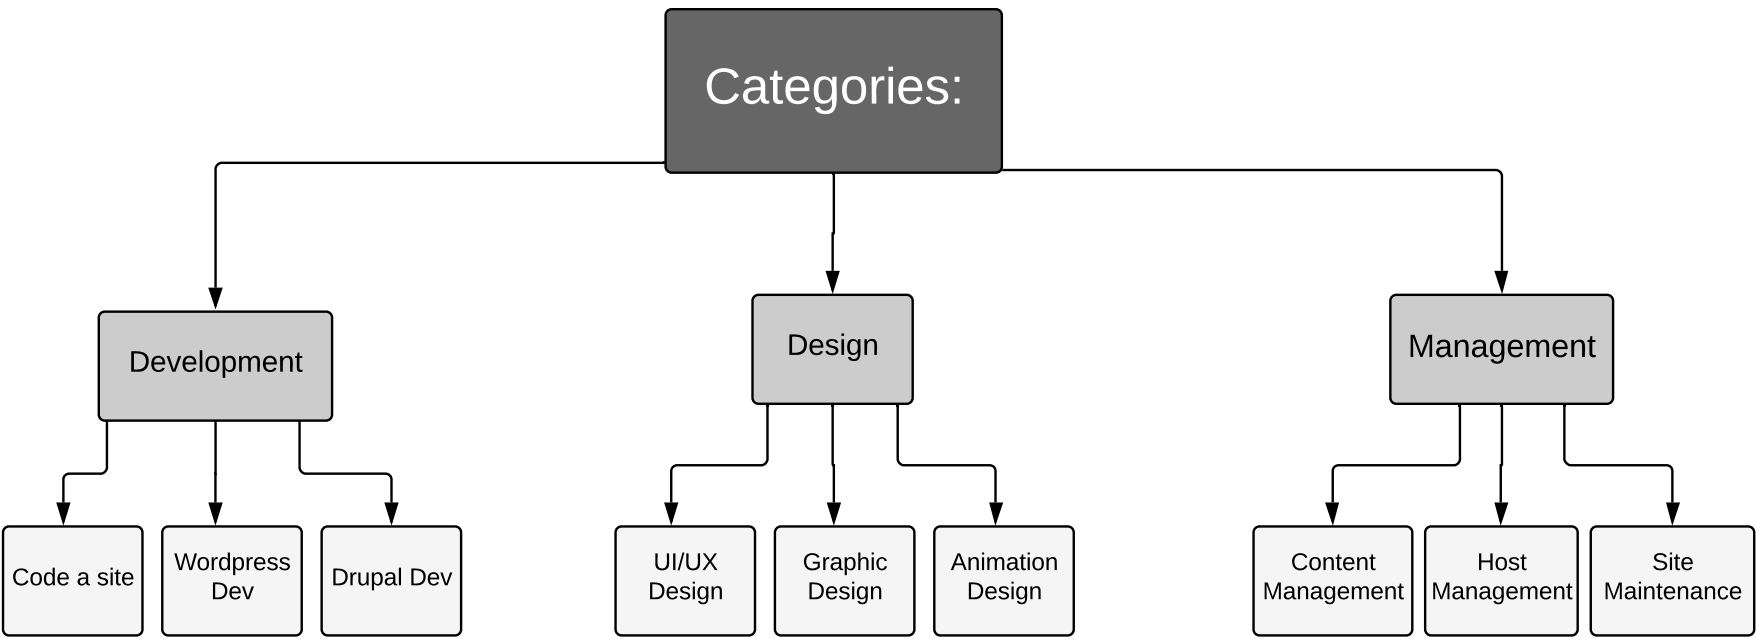 Categories:
Development
Design
Management
Code a site
Wordpress
Dev
Drupal Dev
UI/UX
Design
Graphic
Design
Animation
Design
Content
Management
Host
Management
Site
Maintenance